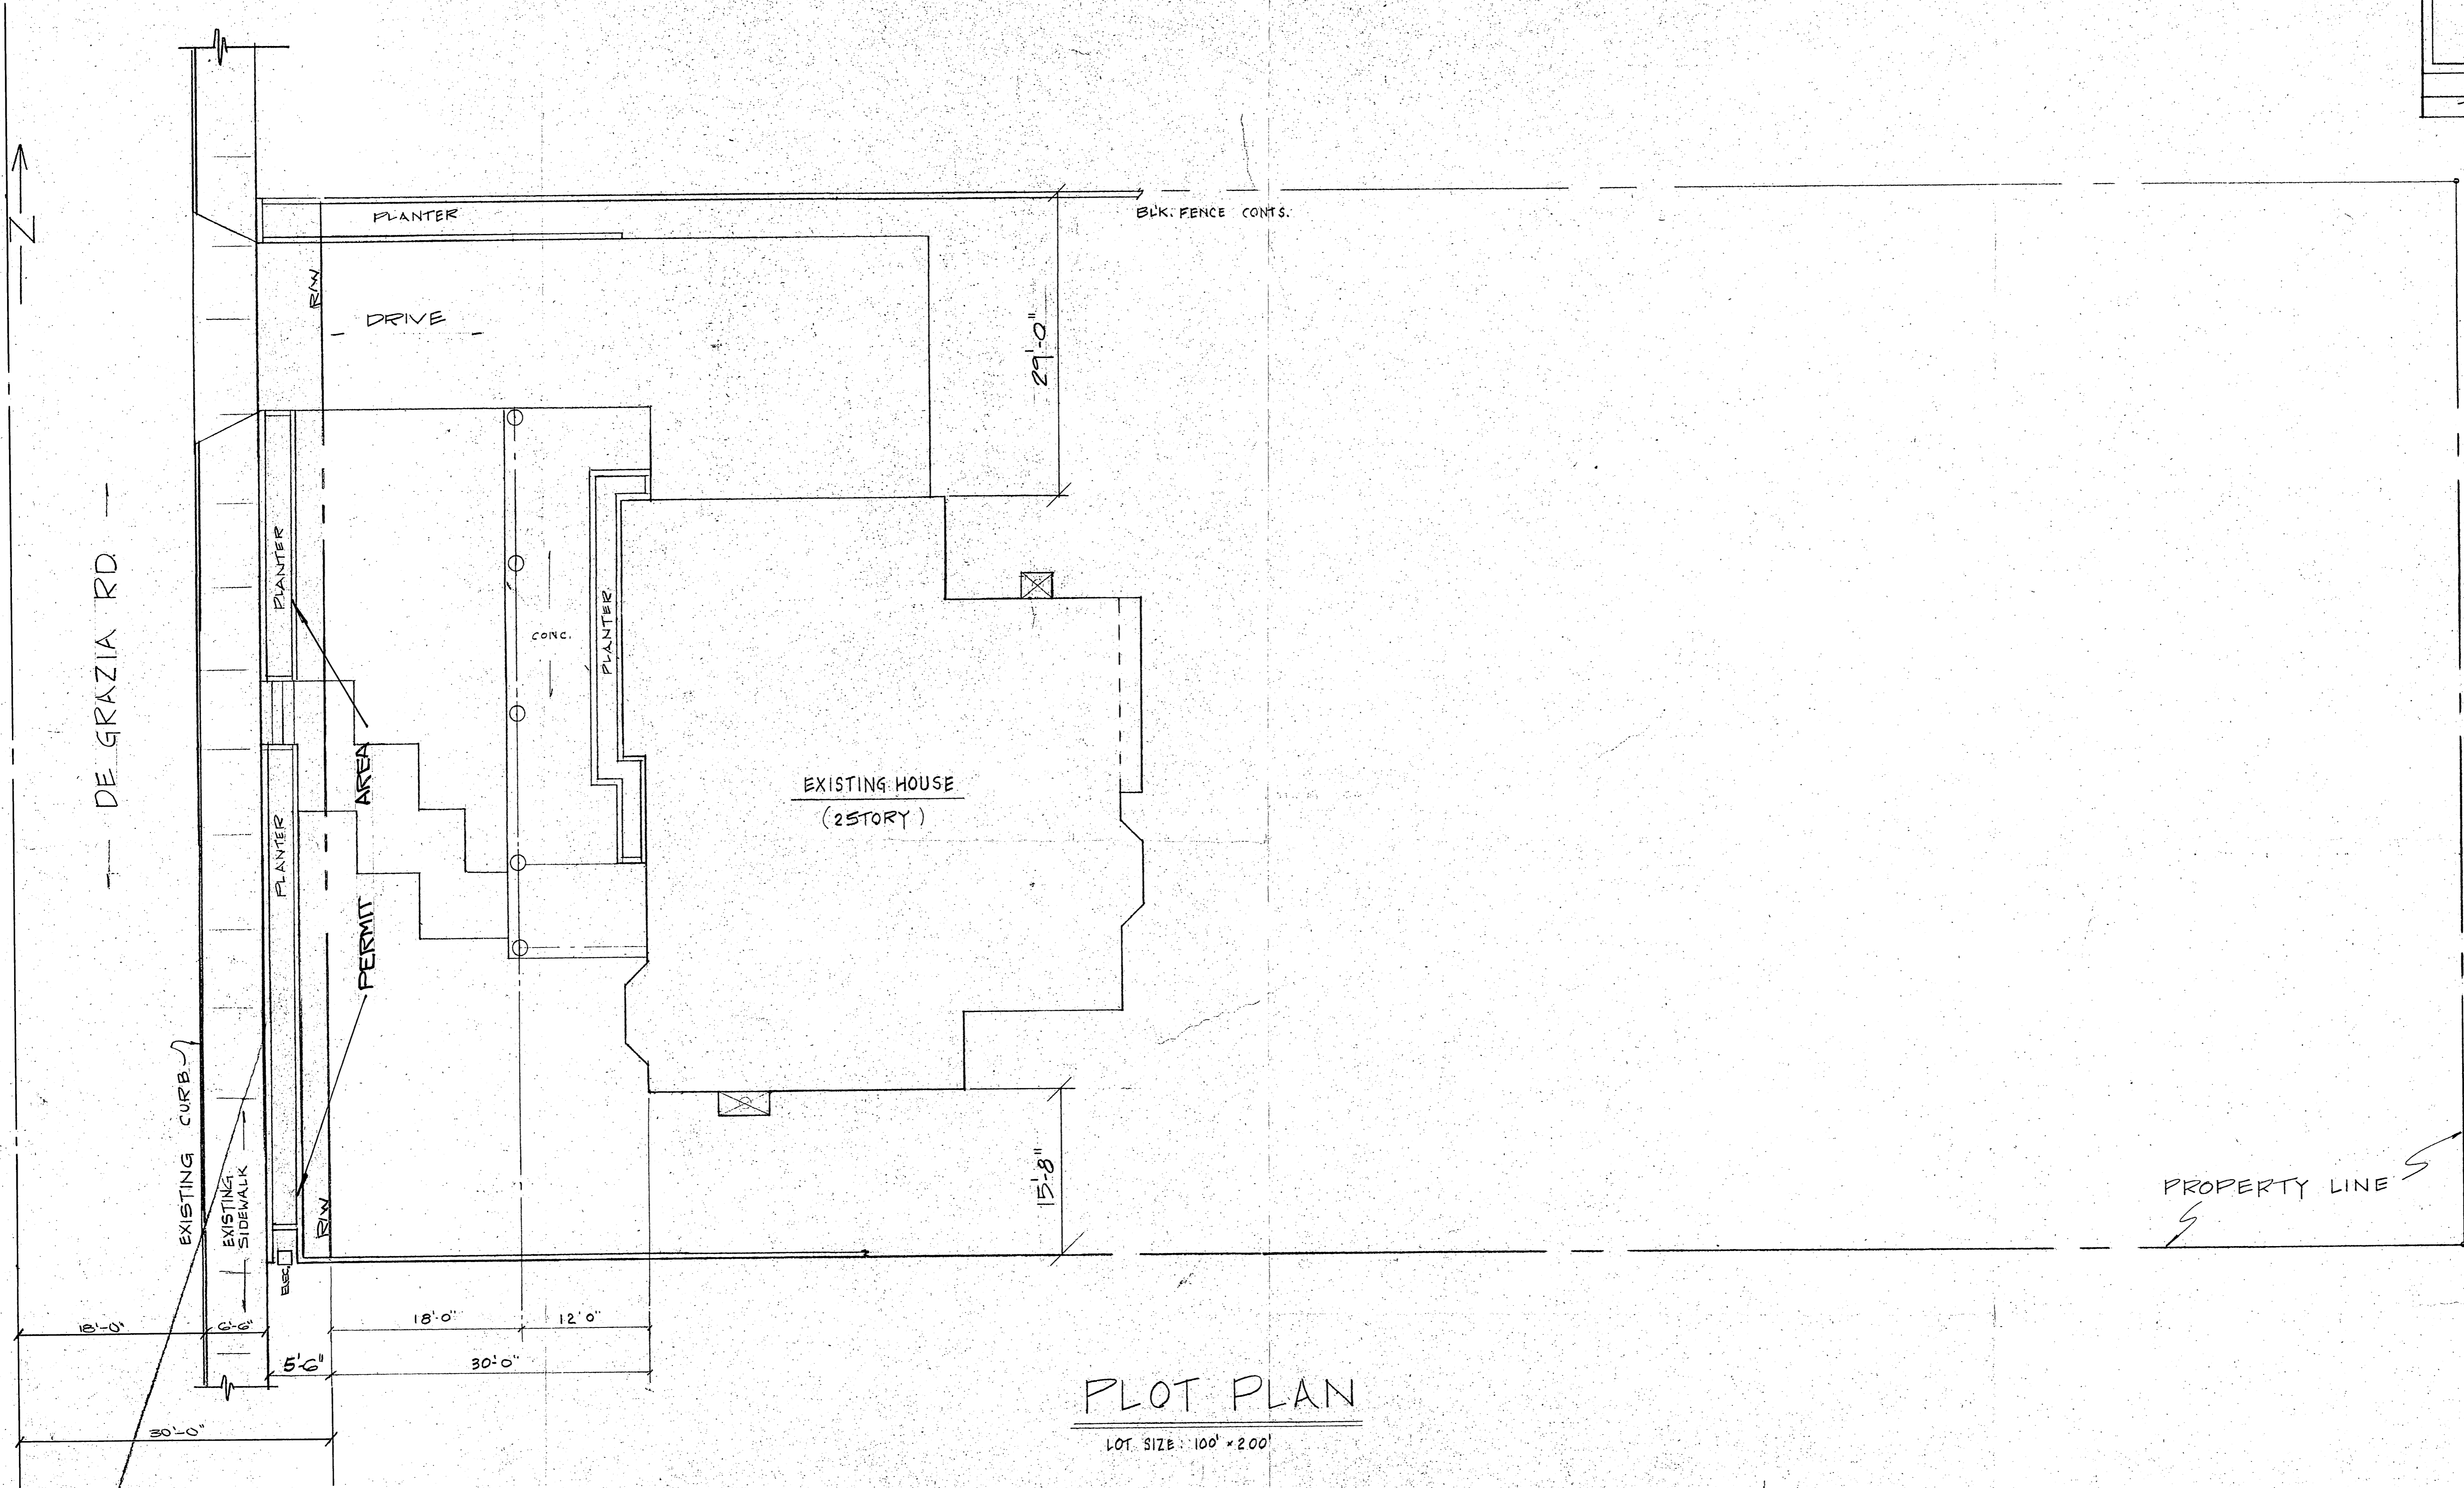 N
PLANTER
BLK. FENCE CONTS.
R/W
DRIVE
29'-0"
DE GRAZIA RD.
PLANTER
CONC.
PLANTER
AREA
EXISTING HOUSE
(2 STORY)
PLANTER
PERMIT
EXISTING CURB
EXISTING
SIDEWALK
R/W
ELEC.
15'-8"
PROPERTY LINE
18'-0"
6'-6"
18'-0"
12'0"
5'-6"
30'-0"
30'-0"
PLOT PLAN
LOT SIZE: 100' × 200'